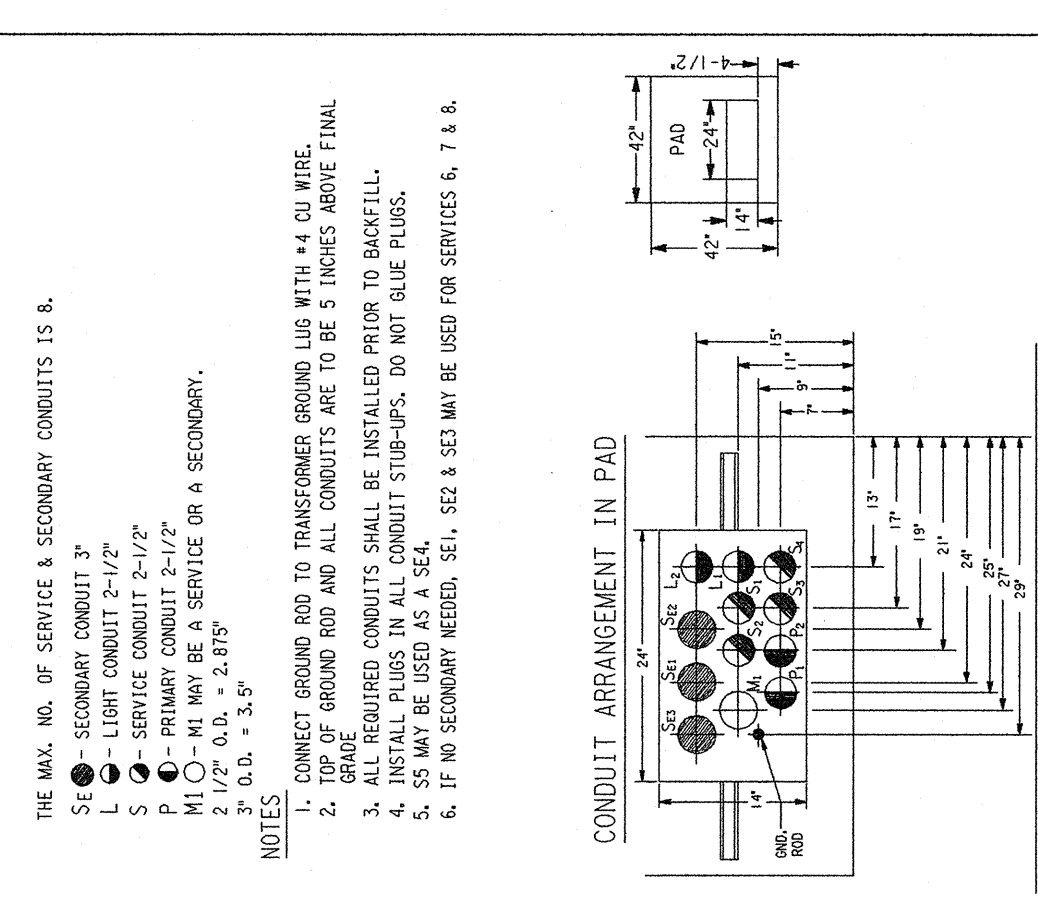 THE MAX. NO. OF SERVICE & SECONDARY CONDUITS IS 8.
SE - SECONDARY CONDUIT 3"
L - LIGHT CONDUIT 2-1/2"
S - SERVICE CONDUIT 2-1/2"
P - PRIMARY CONDUIT 2-1/2"
M1 - M1 MAY BE A SERVICE OR A SECONDARY.
2 1/2" O.D. = 2.875"
3" O.D. = 3.5"
NOTES
1. CONNECT GROUND ROD TO TRANSFORMER GROUND LUG WITH #4 CU WIRE.
2. TOP OF GROUND ROD AND ALL CONDUITS ARE TO BE 5 INCHES ABOVE FINAL
GRADE
3. ALL REQUIRED CONDUITS SHALL BE INSTALLED PRIOR TO BACKFILL.
4. INSTALL PLUGS IN ALL CONDUIT STUB-UPS. DO NOT GLUE PLUGS.
5. S5 MAY BE USED AS A SE4.
6. IF NO SECONDARY NEEDED, SE1, SE2 & SE3 MAY BE USED FOR SERVICES 6, 7 & 8.
42"
PAD
24"
14"
42"
4-1/2"
CONDUIT ARRANGEMENT IN PAD
24"
14"
SE3
SE1
SE2
L2
M1
S2
S1
L1
P1
P2
S3
S4
GND.
ROD
15"
11"
9"
7"
13"
17"
19"
21"
24"
25"
27"
29"